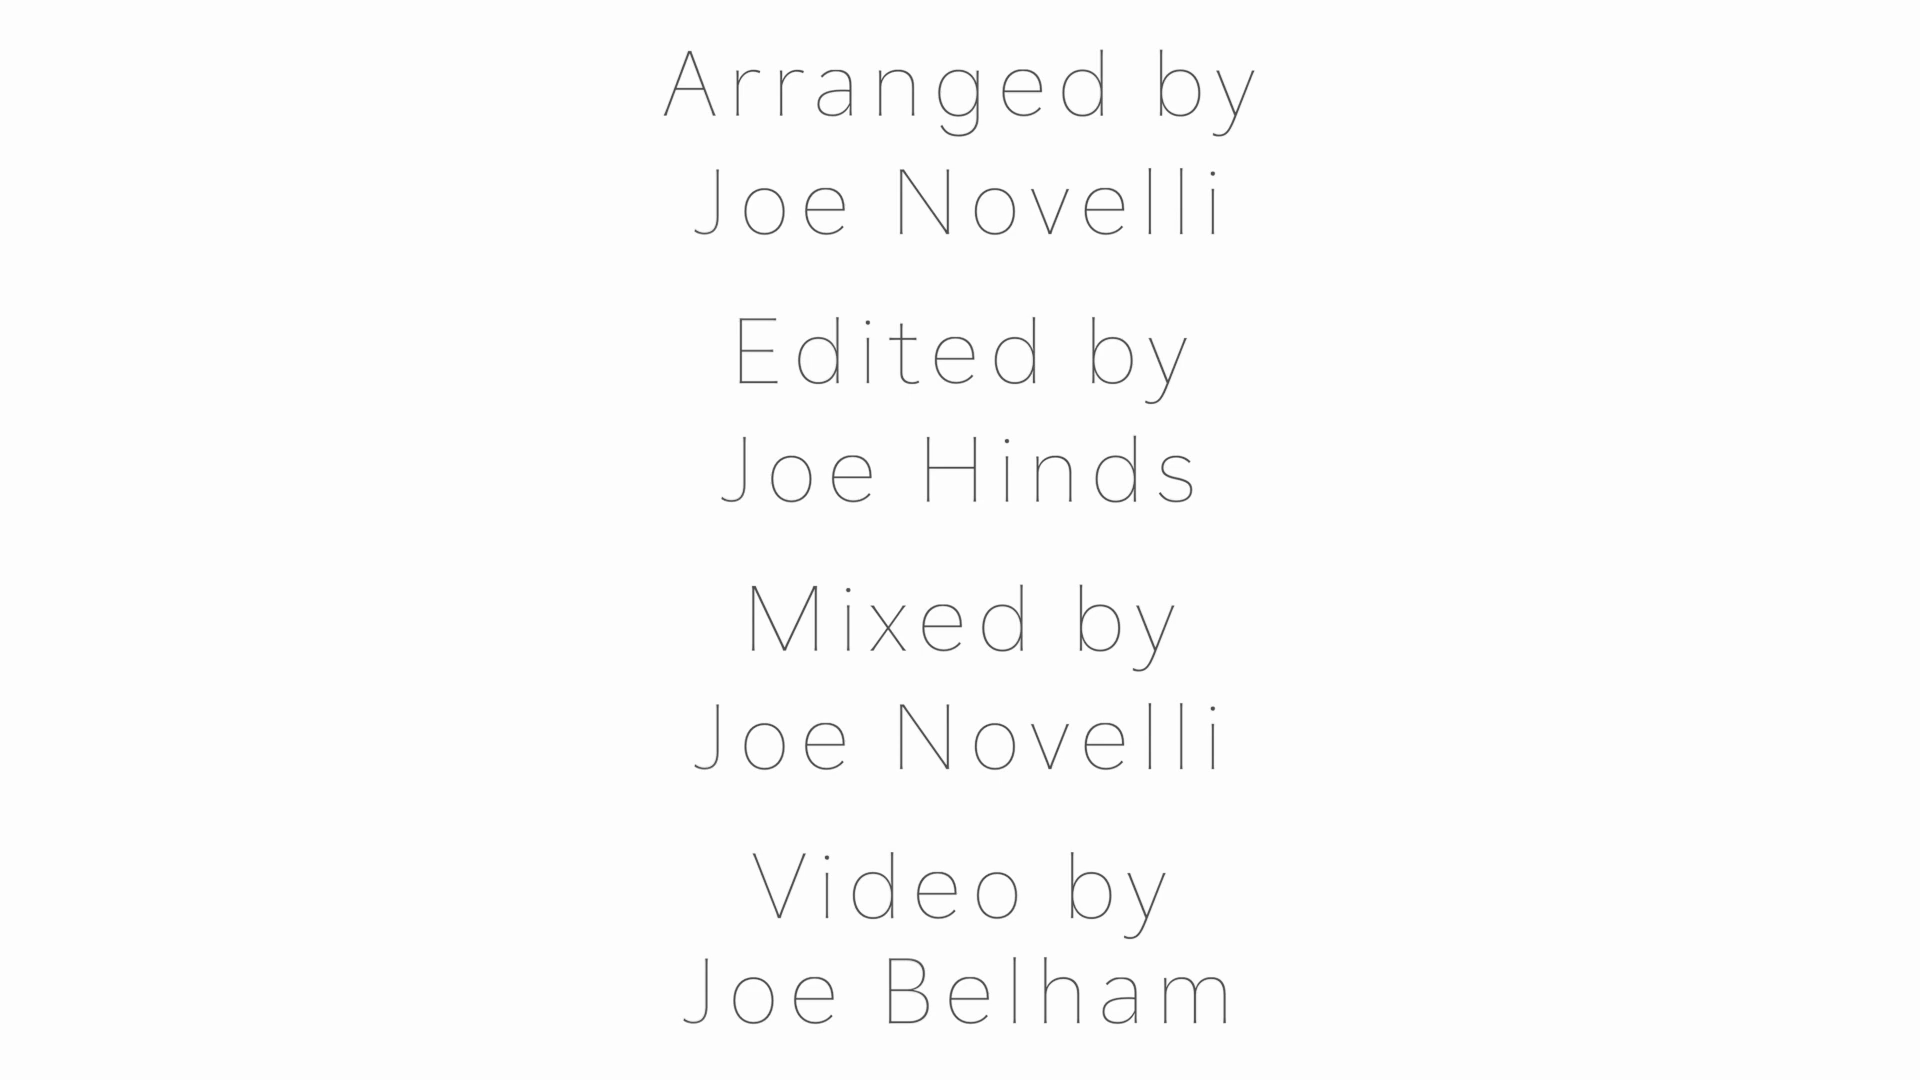 Arranged by
Joe Novelli
Edited by
Joe Hinds
Mixed by
Joe Novelli
Video by
Joe Belham